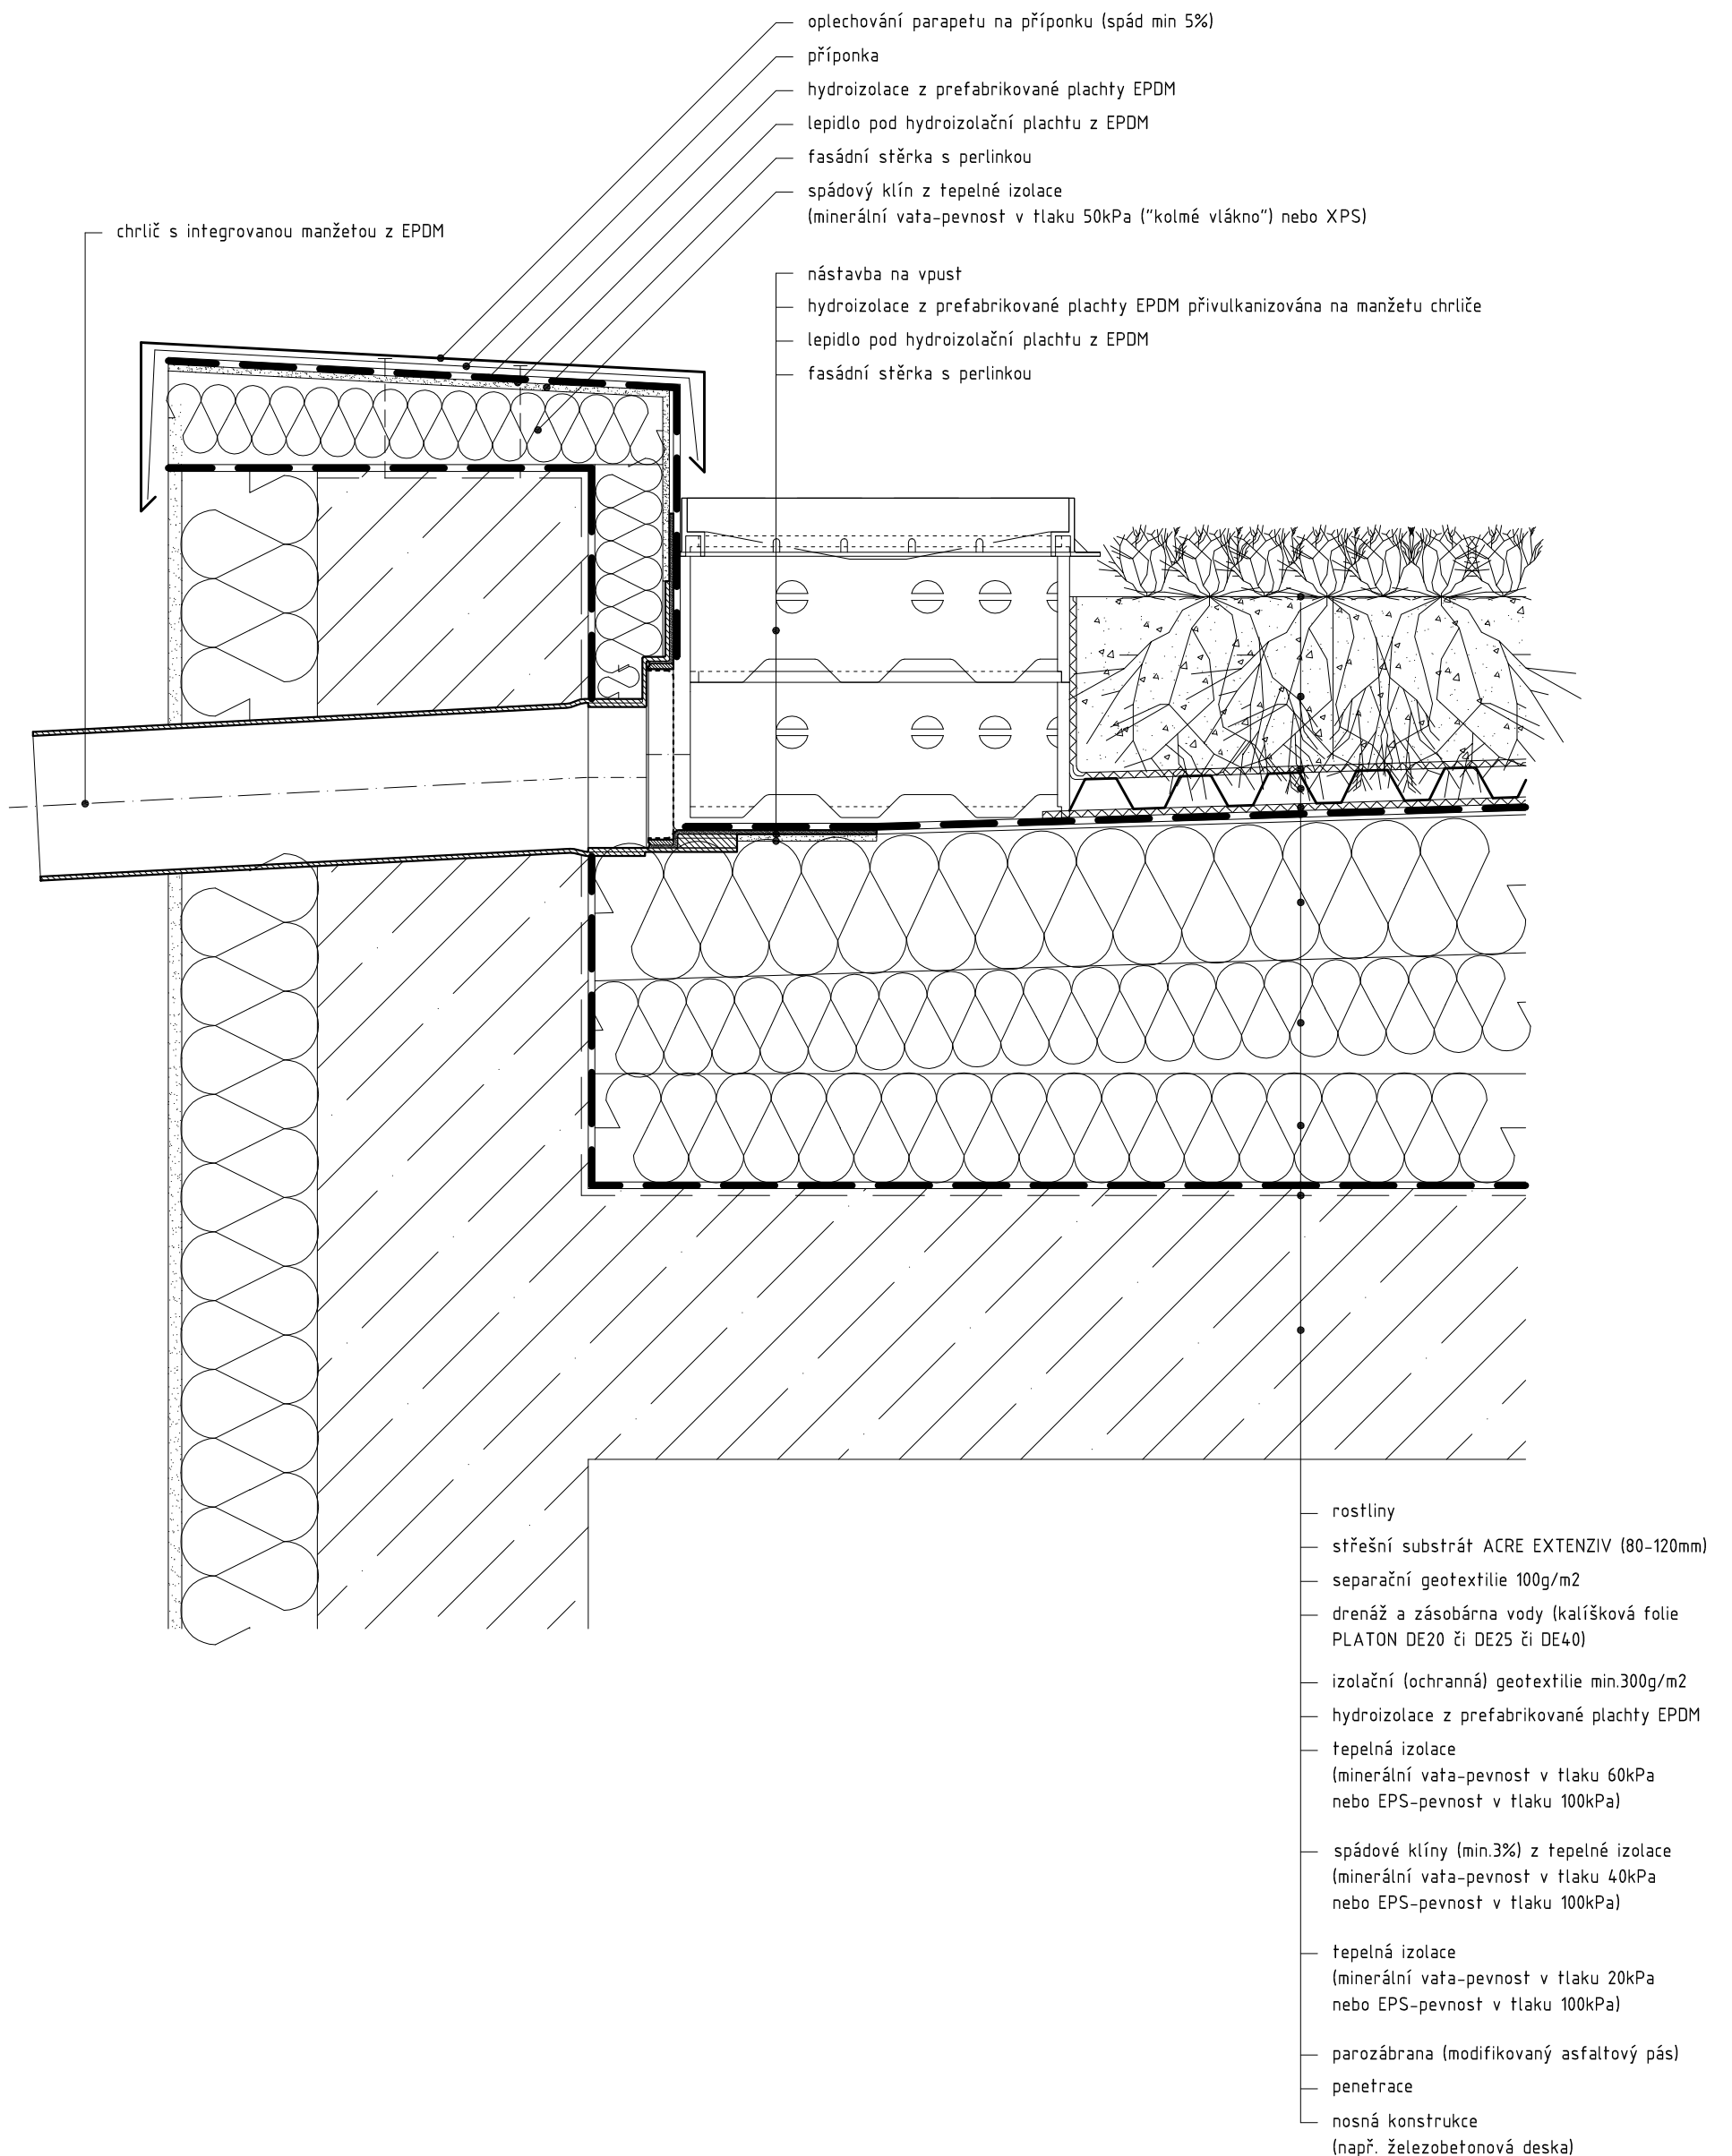 oplechování parapetu na příponku (spád min 5%)
příponka
hydroizolace z prefabrikované plachty EPDM
lepidlo pod hydroizolační plachtu z EPDM
fasádní stěrka s perlinkou
spádový klín z tepelné izolace
(minerální vata-pevnost v tlaku 50kPa ("kolmé vlákno") nebo XPS)
chrlič s integrovanou manžetou z EPDM
nástavba na vpust
hydroizolace z prefabrikované plachty EPDM přivulkanizována na manžetu chrliče
lepidlo pod hydroizolační plachtu z EPDM
fasádní stěrka s perlinkou
rostliny
střešní substrát ACRE EXTENZIV (80-120mm)
separační geotextilie 100g/m2
drenáž a zásobárna vody (kalíšková folie
PLATON DE20 či DE25 či DE40)
izolační (ochranná) geotextilie min.300g/m2
hydroizolace z prefabrikované plachty EPDM
tepelná izolace
(minerální vata-pevnost v tlaku 60kPa
nebo EPS-pevnost v tlaku 100kPa)
spádové klíny (min.3%) z tepelné izolace
(minerální vata-pevnost v tlaku 40kPa
nebo EPS-pevnost v tlaku 100kPa)
tepelná izolace
(minerální vata-pevnost v tlaku 20kPa
nebo EPS-pevnost v tlaku 100kPa)
parozábrana (modifikovaný asfaltový pás)
penetrace
nosná konstrukce
(např. železobetonová deska)